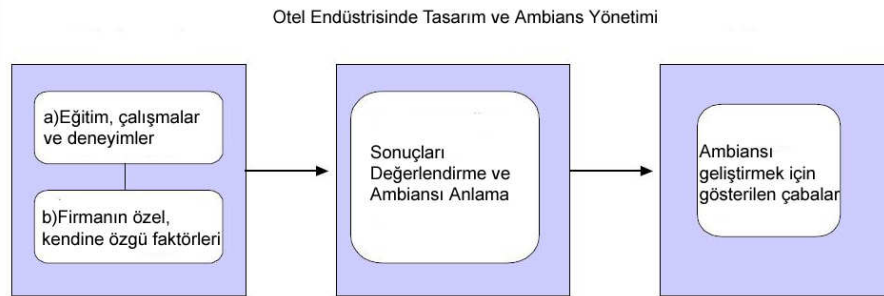 Otel Endüstrisinde Tasarım ve Ambians Yönetimi
a)Eğitim, çalışmalar
ve deneyimler
b)Firmanın özel,
kendine özgü faktörleri
Sonuçları
Değerlendirme ve
Ambiansı Anlama
Ambiansı
geliştirmek için
gösterilen çabalar